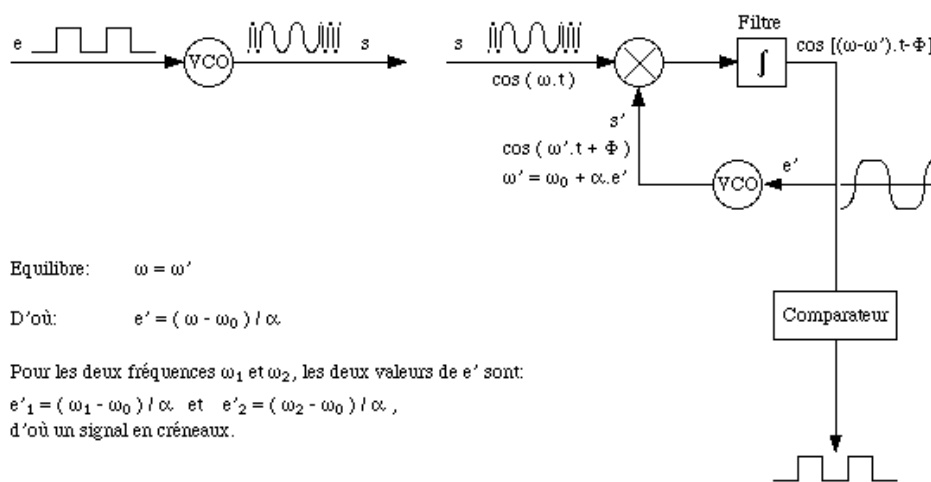 e
VCO
s
s
cos ( ω.t)
Filtre
∫
cos [(ω-ω').t-Φ]
s'
cos( ω'.t + Φ )
ω' = ω₀ + α.e'
VCO
e'
Equilibre: ω = ω'
D'où: e' = ( ω - ω₀ ) / α
Comparateur
Pour les deux fréquences ω₁ et ω₂, les deux valeurs de e' sont:
e'₁ = ( ω₁ - ω₀ ) / α et e'₂ = ( ω₂ - ω₀ ) / α ,
d'où un signal en créneaux.